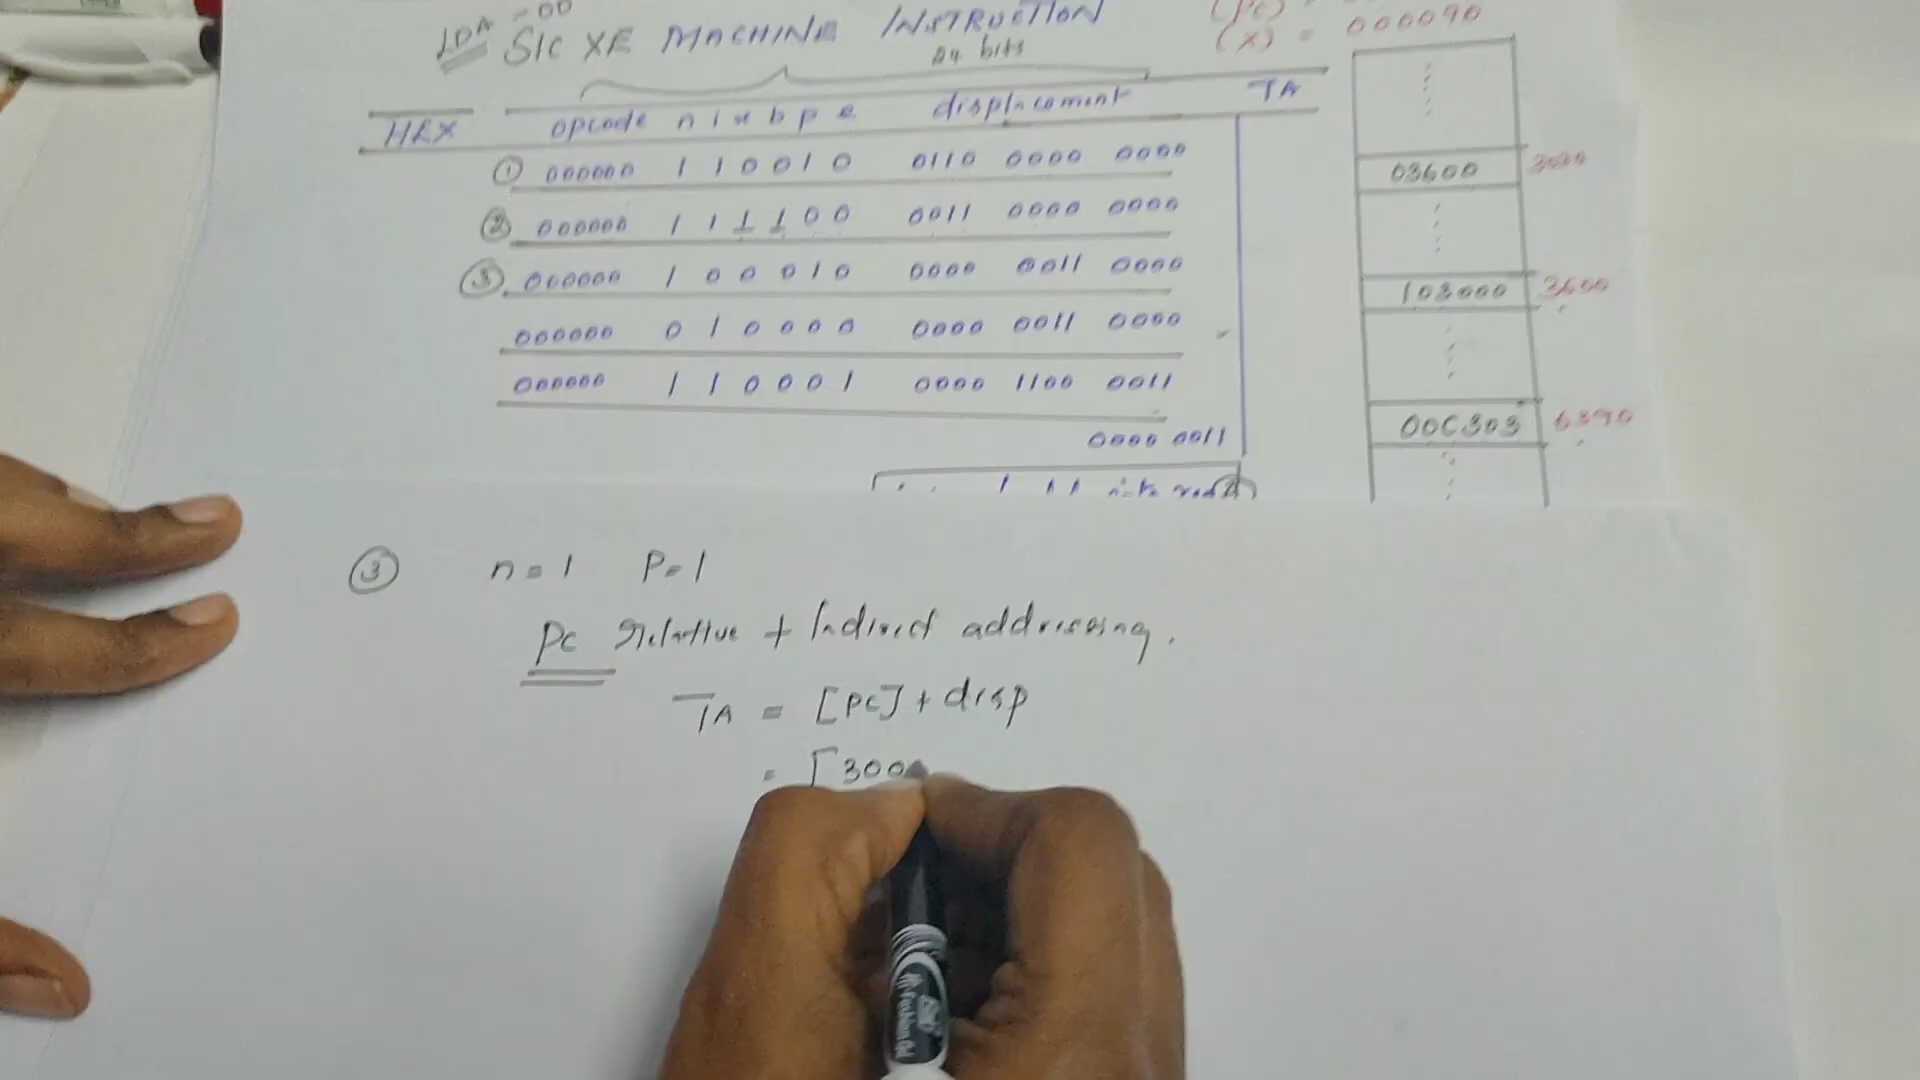 LDA - 00
SIC XE MACHINE INSTRUCTION
24 bits
(PC) =
(X) = 000090
HEX opcode n i x b p e displacement TA
① 000000 1 1 0 0 1 0 0110 0000 0000
② 000000 1 1 1 1 0 0 0011 0000 0000
③ 000000 1 0 0 0 1 0 0000 0011 0000
000000 0 1 0 0 0 0 0000 0011 0000
000000 1 1 0 0 0 1 0000 1100 0011
0000 0011
03600
103000 3600
00C303 6390
③ n = 1 P = 1
PC relative + Indirect addressing.
TA = [PC] + disp
= [300